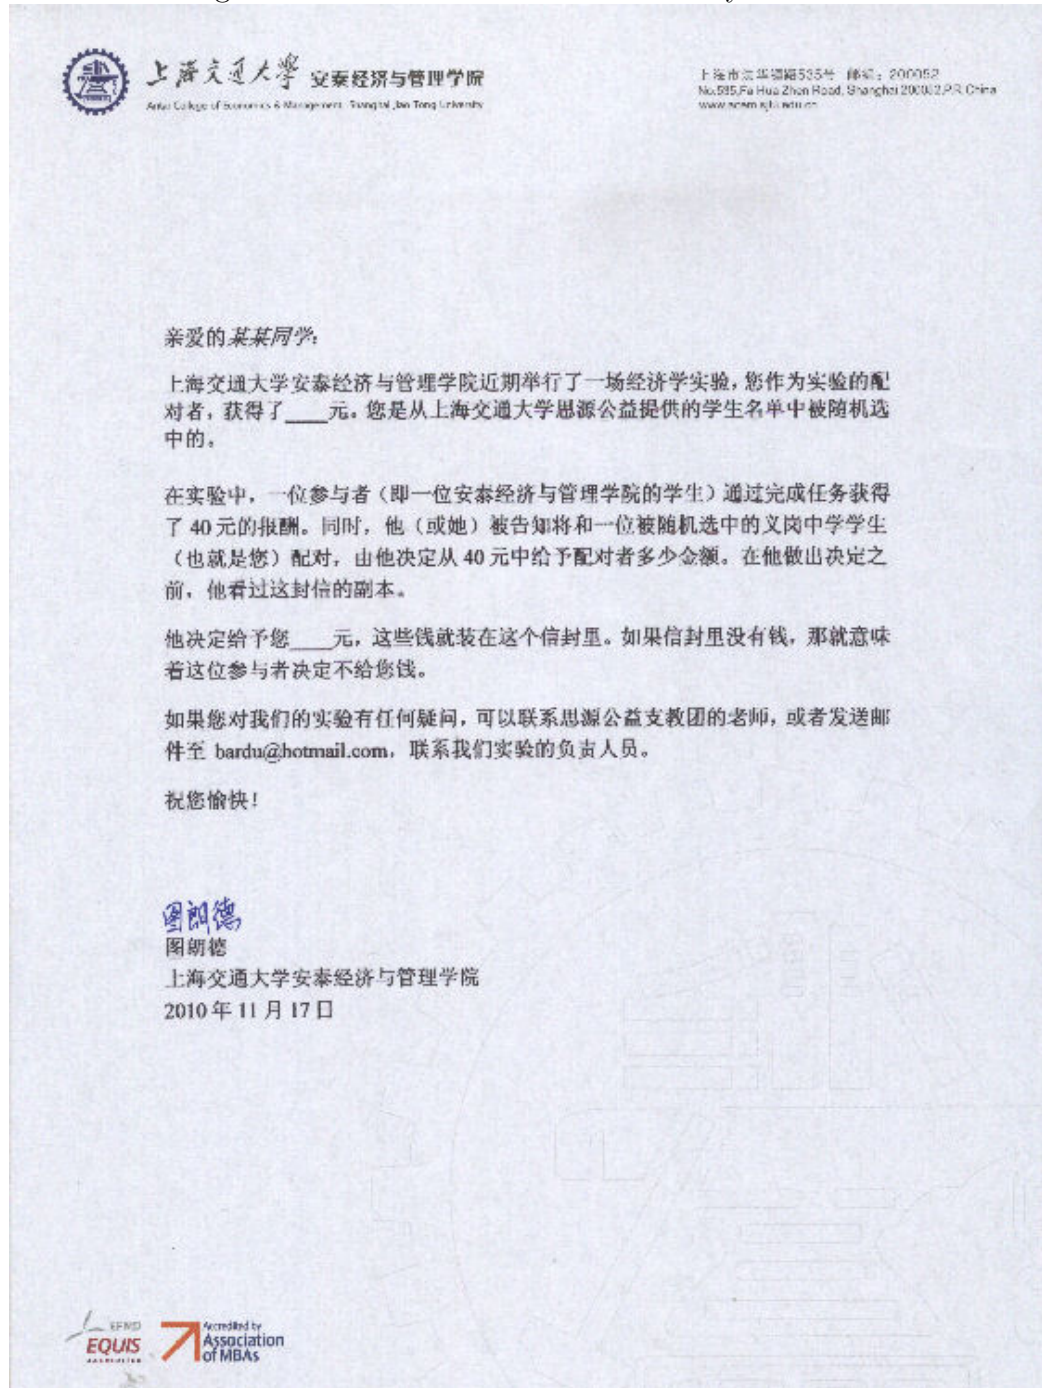 上海交通大學 安泰经济与管理学院
Antai College of Economics & Management, Shanghai Jiao Tong University
上海市法华镇路535号 邮编：200052
No.535,Fa Hua Zhen Road, Shanghai 200052,P.R.China
www.acem.sjtu.edu.cn
亲爱的某某同学：
上海交通大学安泰经济与管理学院近期举行了一场经济学实验，您作为实验的配
对者，获得了____元。您是从上海交通大学思源公益提供的学生名单中被随机选
中的。
在实验中，一位参与者（即一位安泰经济与管理学院的学生）通过完成任务获得
了 40 元的报酬。同时，他（或她）被告知将和一位被随机选中的义岗中学学生
（也就是您）配对，由他决定从 40 元中给予配对者多少金额。在他做出决定之
前，他看过这封信的副本。
他决定给予您____元，这些钱就装在这个信封里。如果信封里没有钱，那就意味
着这位参与者决定不给您钱。
如果您对我们的实验有任何疑问，可以联系思源公益支教团的老师，或者发送邮
件至 bardu@hotmail.com，联系我们实验的负责人员。
祝您愉快！
图朗德
图朗德
上海交通大学安泰经济与管理学院
2010 年 11 月 17 日
EFMD
EQUIS
ACCREDITED
Accredited by
Association
of MBAs